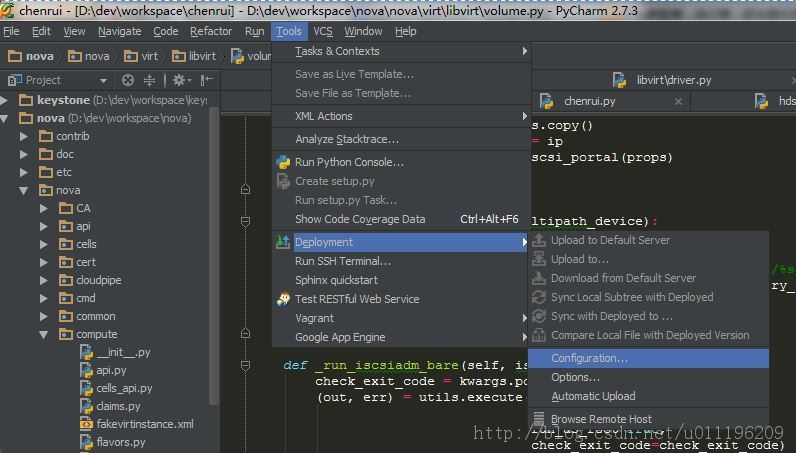 chenrui - [D:\dev\workspace\chenrui] - D:\dev\workspace\nova\nova\virt\libvirt\volume.py - PyCharm 2.7.3
File Edit View Navigate Code Refactor Run Tools VCS Window Help
nova nova virt libvirt volum
Project
keystone (D:\dev\workspace\keys
nova (D:\dev\workspace\nova)
contrib
doc
etc
nova
CA
api
cells
cert
cloudpipe
cmd
common
compute
__init__.py
api.py
cells_api.py
claims.py
fakevirtinstance.xml
flavors.py
Tasks & Contexts
Save as Live Template...
Save File as Template...
XML Actions
Analyze Stacktrace...
Run Python Console...
Create setup.py
Run setup.py Task...
Show Code Coverage Data Ctrl+Alt+F6
Deployment
Run SSH Terminal...
Sphinx quickstart
Test RESTful Web Service
Vagrant
Google App Engine
Upload to Default Server
Upload to...
Download from Default Server
Sync Local Subtree with Deployed
Sync with Deployed to ...
Compare Local File with Deployed Version
Configuration...
Options...
Automatic Upload
Browse Remote Host
libvirt\driver.py
chenrui.py hds
s.copy()
= ip
scsi_portal(props)
ltipath_device):
/%s
ry_
def _run_iscsiadm_bare(self, is
check_exit_code = kwargs.po
(out, err) = utils.execute
check_exit_code=check_exit_code)
http://blog.csdn.net/u011196209